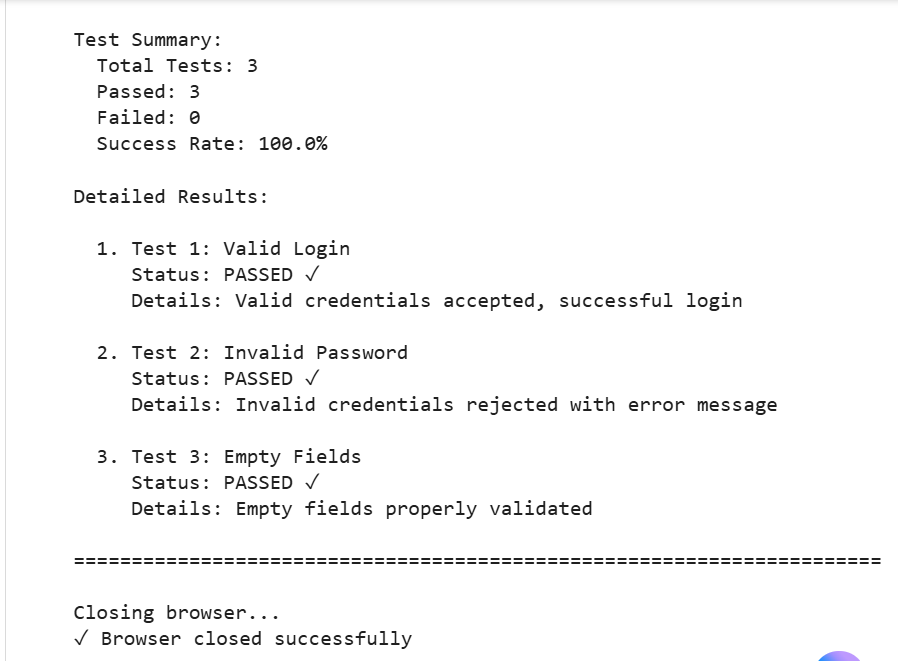 Test Summary:
Total Tests: 3
Passed: 3
Failed: 0
Success Rate: 100.0%
Detailed Results:
1. Test 1: Valid Login
Status: PASSED ✓
Details: Valid credentials accepted, successful login
2. Test 2: Invalid Password
Status: PASSED ✓
Details: Invalid credentials rejected with error message
3. Test 3: Empty Fields
Status: PASSED ✓
Details: Empty fields properly validated
======================================================================
Closing browser...
✓ Browser closed successfully